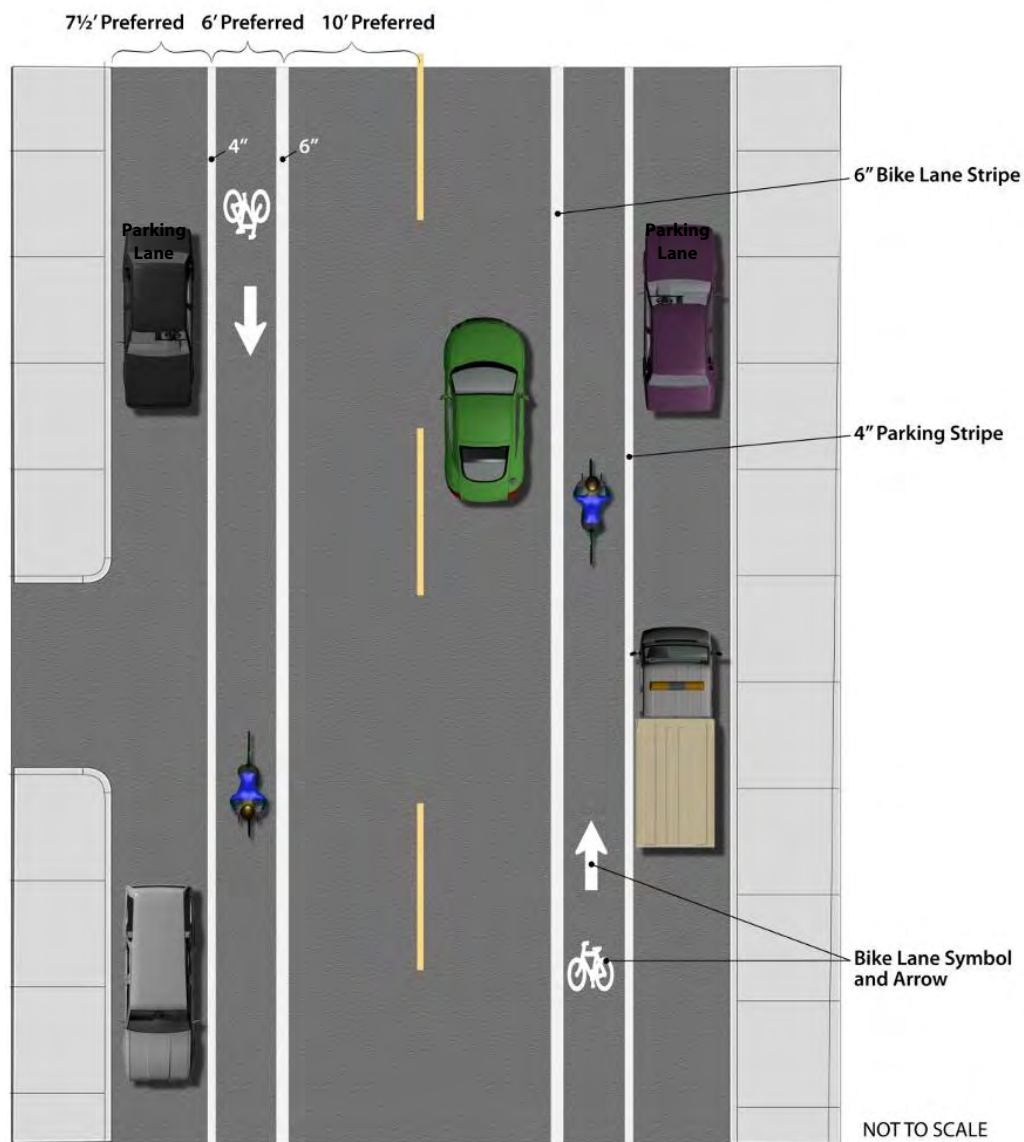 7½' Preferred 6' Preferred 10' Preferred
4" 6"
6" Bike Lane Stripe
Parking
Lane
Parking
Lane
4" Parking Stripe
Bike Lane Symbol
and Arrow
NOT TO SCALE